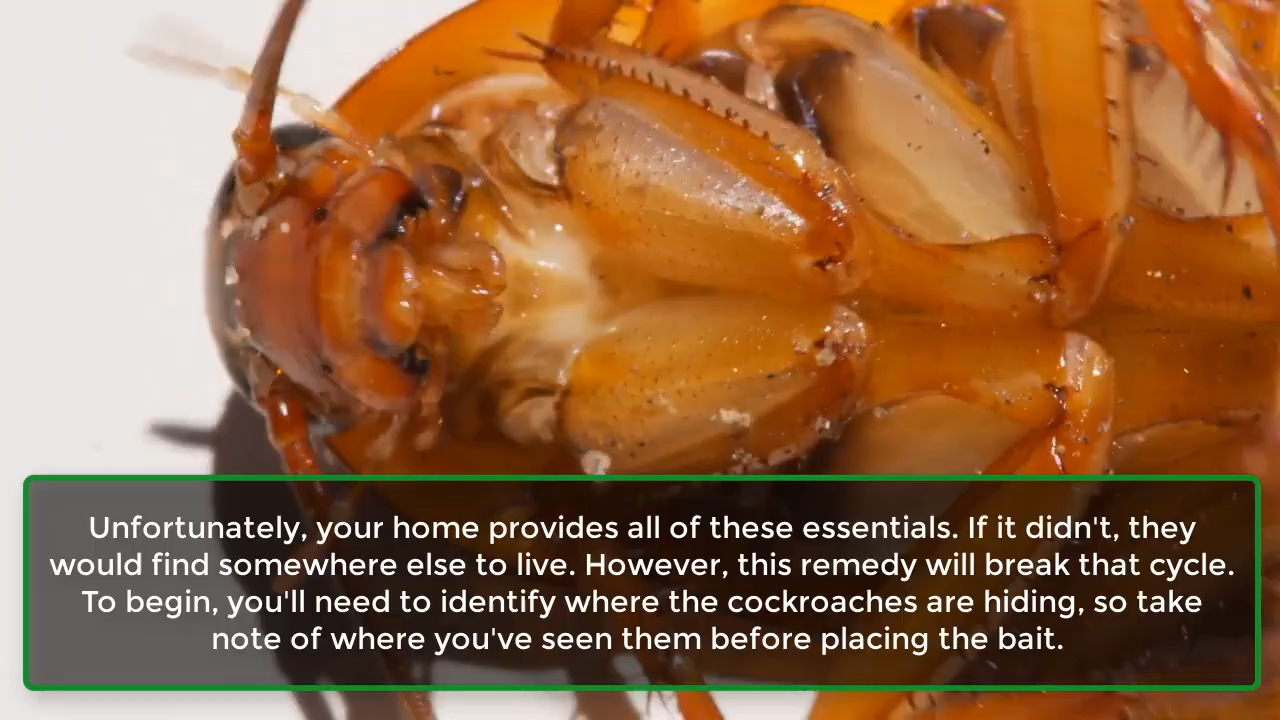 Unfortunately, your home provides all of these essentials. If it didn't, they
would find somewhere else to live. However, this remedy will break that cycle.
To begin, you'll need to identify where the cockroaches are hiding, so take
note of where you've seen them before placing the bait.